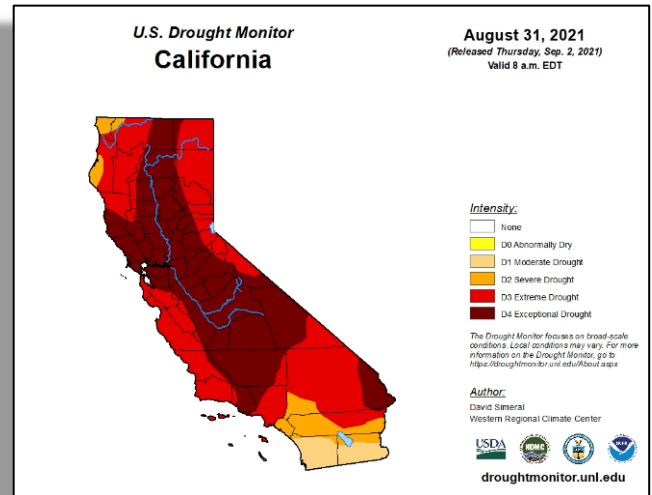 U.S. Drought Monitor
California
August 31, 2021
(Released Thursday, Sep. 2, 2021)
Valid 8 a.m. EDT
Intensity:
None
D0 Abnormally Dry
D1 Moderate Drought
D2 Severe Drought
D3 Extreme Drought
D4 Exceptional Drought
The Drought Monitor focuses on broad-scale
conditions. Local conditions may vary. For more
information on the Drought Monitor, go to
https://droughtmonitor.unl.edu/About.aspx
Author:
David Simeral
Western Regional Climate Center
USDA
NDMC
droughtmonitor.unl.edu